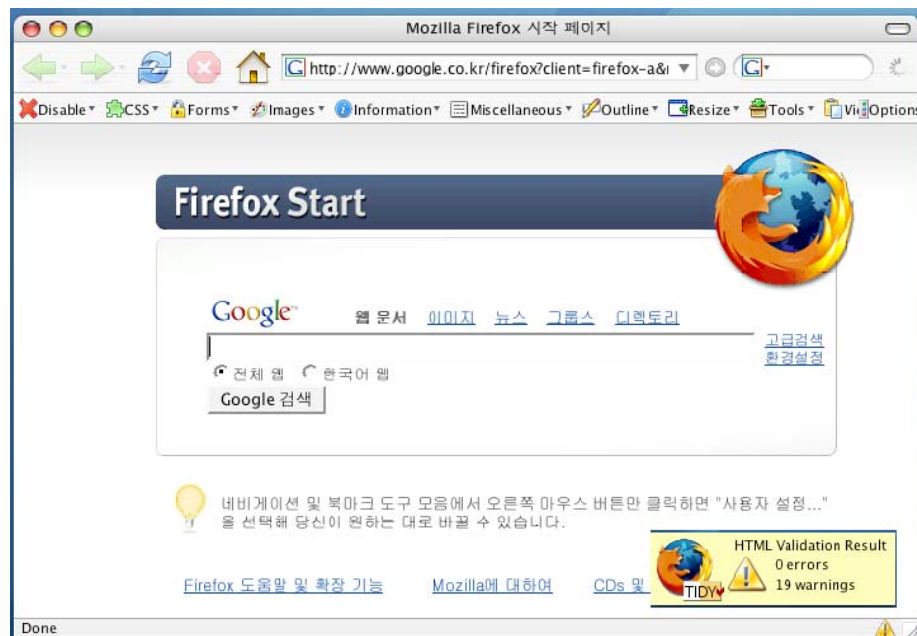 Mozilla Firefox 시작 페이지
http://www.google.co.kr/firefox?client=firefox-a&
Disable CSS Forms Images Information Miscellaneous Outline Resize Tools Options
Firefox Start
Google™ 웹 문서 이미지 뉴스 그룹스 디렉토리
고급검색
환경설정
전체 웹 한국어 웹
Google 검색
네비게이션 및 북마크 도구 모음에서 오른쪽 마우스 버튼만 클릭하면 "사용자 설정..."
을 선택해 당신이 원하는 대로 바꿀 수 있습니다.
HTML Validation Result
0 errors
19 warnings
TIDY
Firefox 도움말 및 확장 기능 Mozilla에 대하여 CDs 및
Done